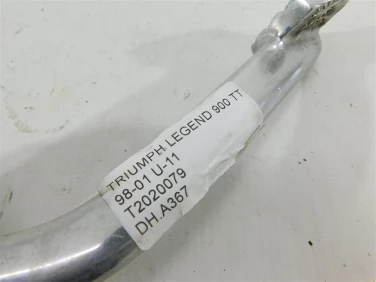 TRIUMPH LEGEND 900 TT
98-01 U-11
T2020079
DH.A367